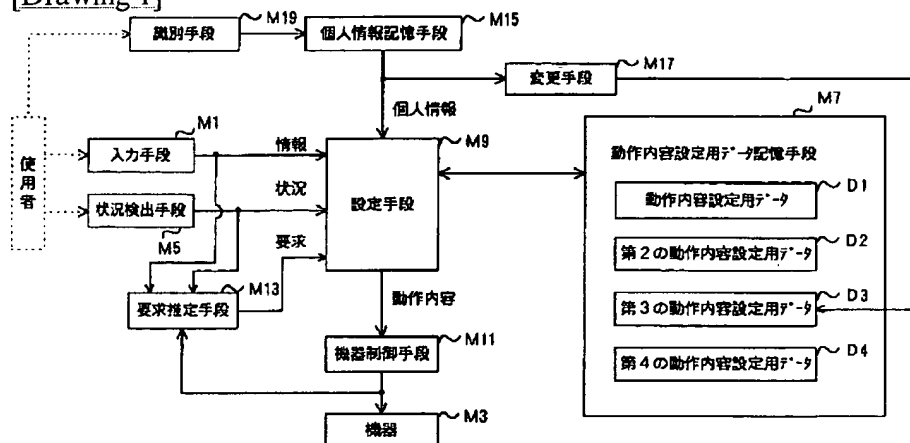 [Drawing 1]
識別手段
M19
個人情報記憶手段
M15
変更手段
M17
個人情報
M7
使用者
M1
入力手段
情報
M9
動作内容設定用データ記憶手段
設定手段
D1
動作内容設定用データ
状況検出手段
M5
状況
D2
第2の動作内容設定用データ
要求
M13
要求推定手段
動作内容
D3
第3の動作内容設定用データ
機器制御手段
M11
D4
第4の動作内容設定用データ
機器
M3